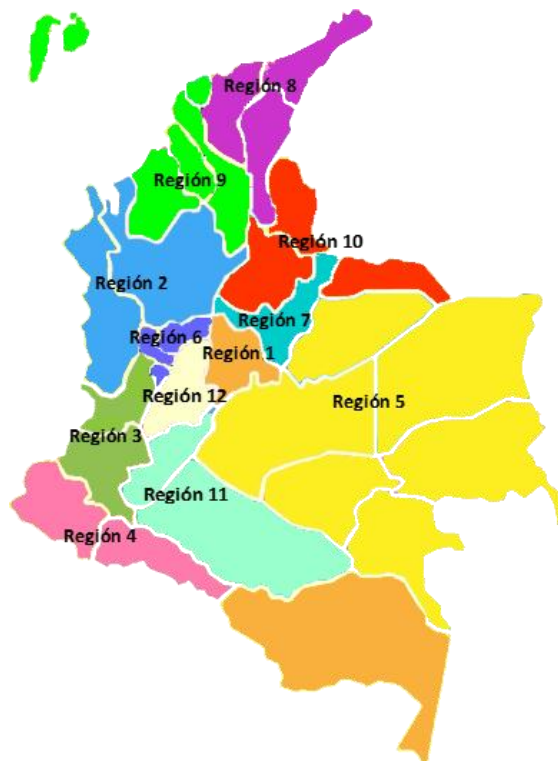 Región 8
Región 9
Región 10
Región 2
Región 7
Región 6
Región 1
Región 12
Región 5
Región 3
Región 11
Región 4